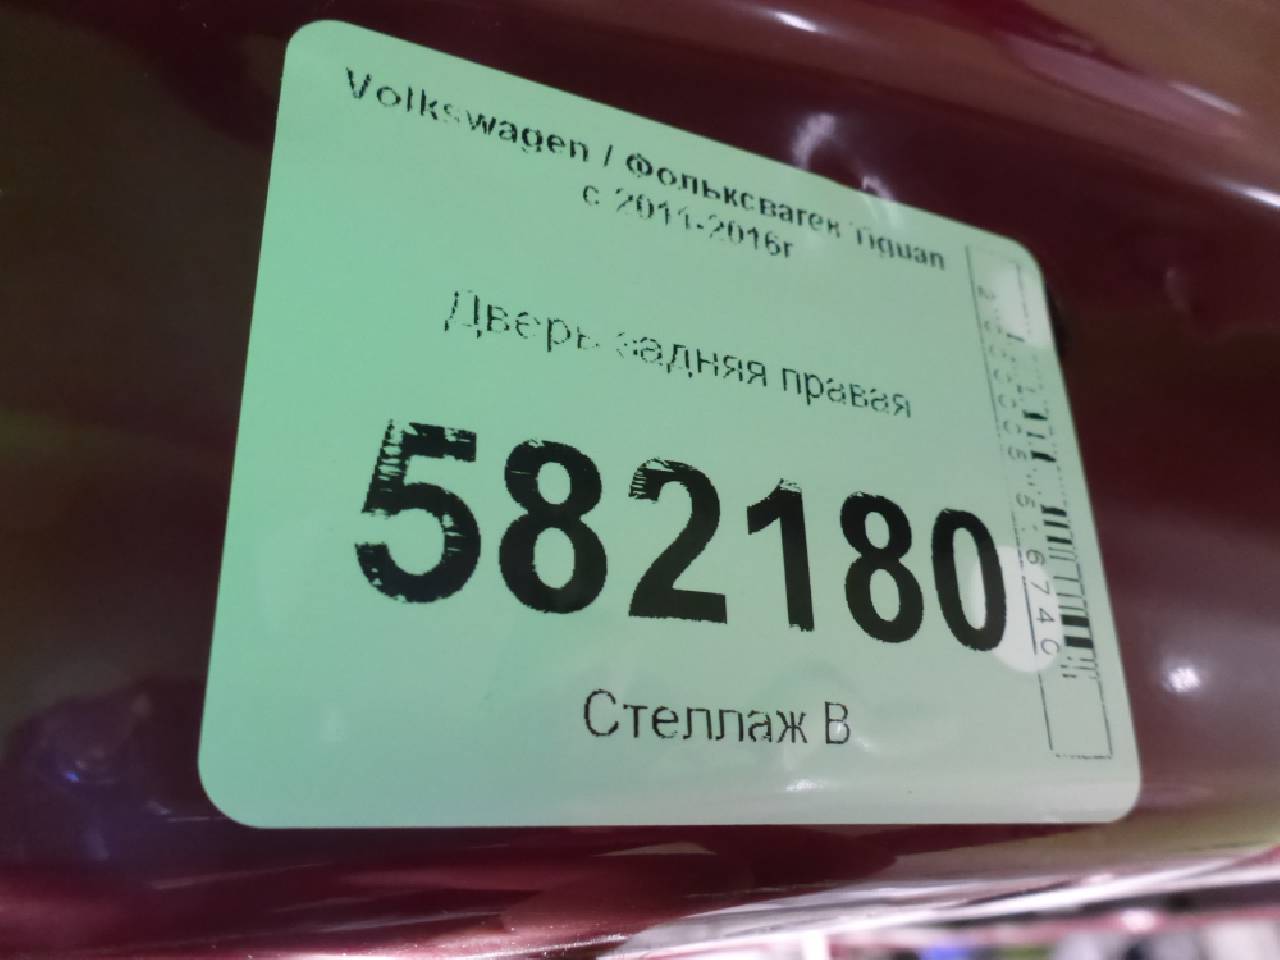 Volkswagen / Фольксваген Tiguan
с 2011-2016г
Дверь задняя правая
582180
Стеллаж В